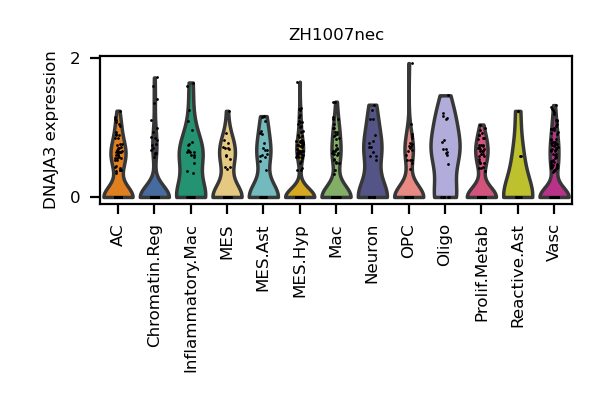 ZH1007nec
DNAJA3 expression
2
0
AC
Chromatin.Reg
Inflammatory.Mac
MES
MES.Ast
MES.Hyp
Mac
Neuron
OPC
Oligo
Prolif.Metab
Reactive.Ast
Vasc